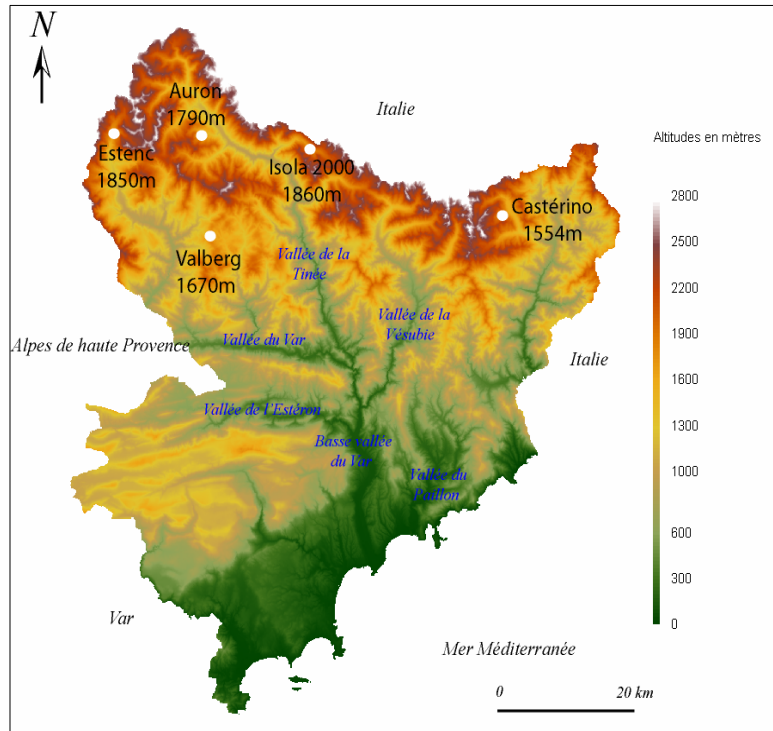 N
Italie
Auron
1790m
Altitudes en mètres
Estenc
1850m
Isola 2000
1860m
Castérino
1554m
Valberg
1670m
Vallée de la
Tinée
Vallée de la
Vésubie
Vallée du Var
Alpes de haute Provence
Italie
Vallée de l'Estéron
Basse vallée
du Var
Vallée du
Paillon
2800
2500
2200
1900
1600
1300
1000
600
300
0
Var
Mer Méditerranée
0 20 km